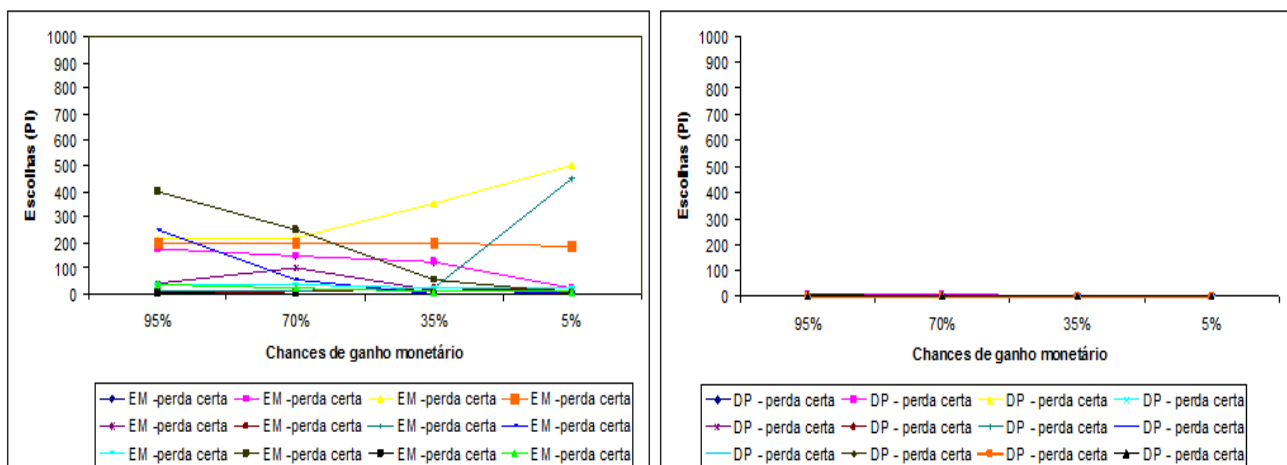 1000
900
800
700
600
500
400
300
200
100
0
Escolhas (PI)
95% 70% 35% 5%
Chances de ganho monetário
EM -perda certa EM -perda certa EM -perda certa EM -perda certa
EM -perda certa EM -perda certa EM -perda certa EM -perda certa
EM -perda certa EM -perda certa EM -perda certa EM -perda certa
1000
900
800
700
600
500
400
300
200
100
0
Escolhas (PI)
95% 70% 35% 5%
Chances de ganho monetário
DP - perda certa DP - perda certa DP - perda certa DP - perda certa
DP - perda certa DP - perda certa DP - perda certa DP - perda certa
DP - perda certa DP - perda certa DP - perda certa DP - perda certa